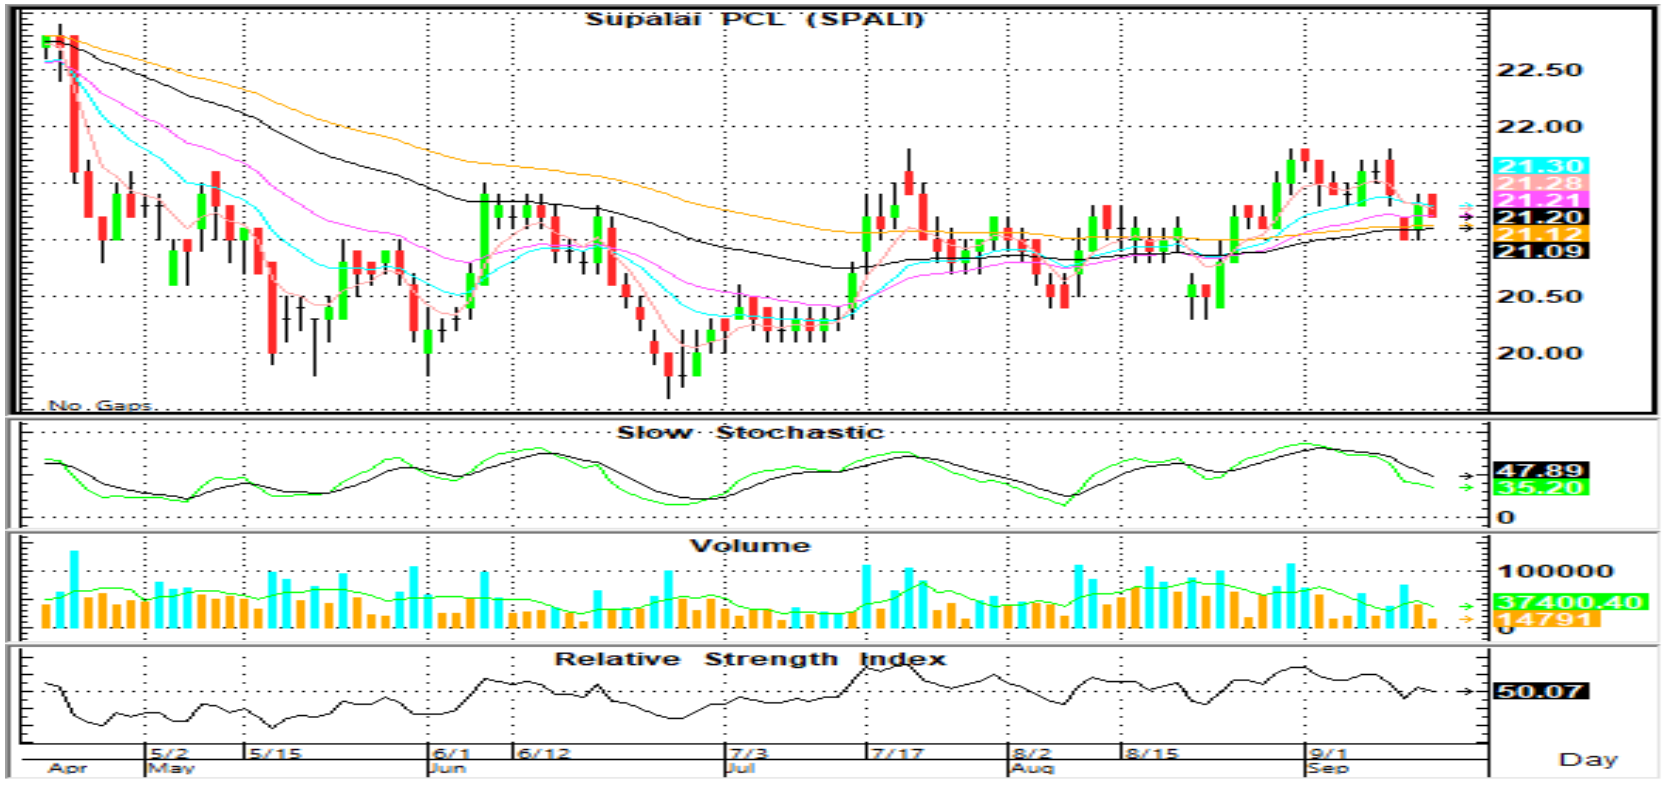 Supalai PCL (SPALI)
22.50
22.00
21.30
21.28
21.21
21.20
21.12
21.09
20.50
20.00
No Gaps
Slow Stochastic
47.89
35.20
0
Volume
100000
37400.40
14791
0
Relative Strength Index
50.07
5/2 5/15 6/1 6/12 7/3 7/17 8/2 8/15 9/1
Apr May Jun Jul Aug Sep
Day